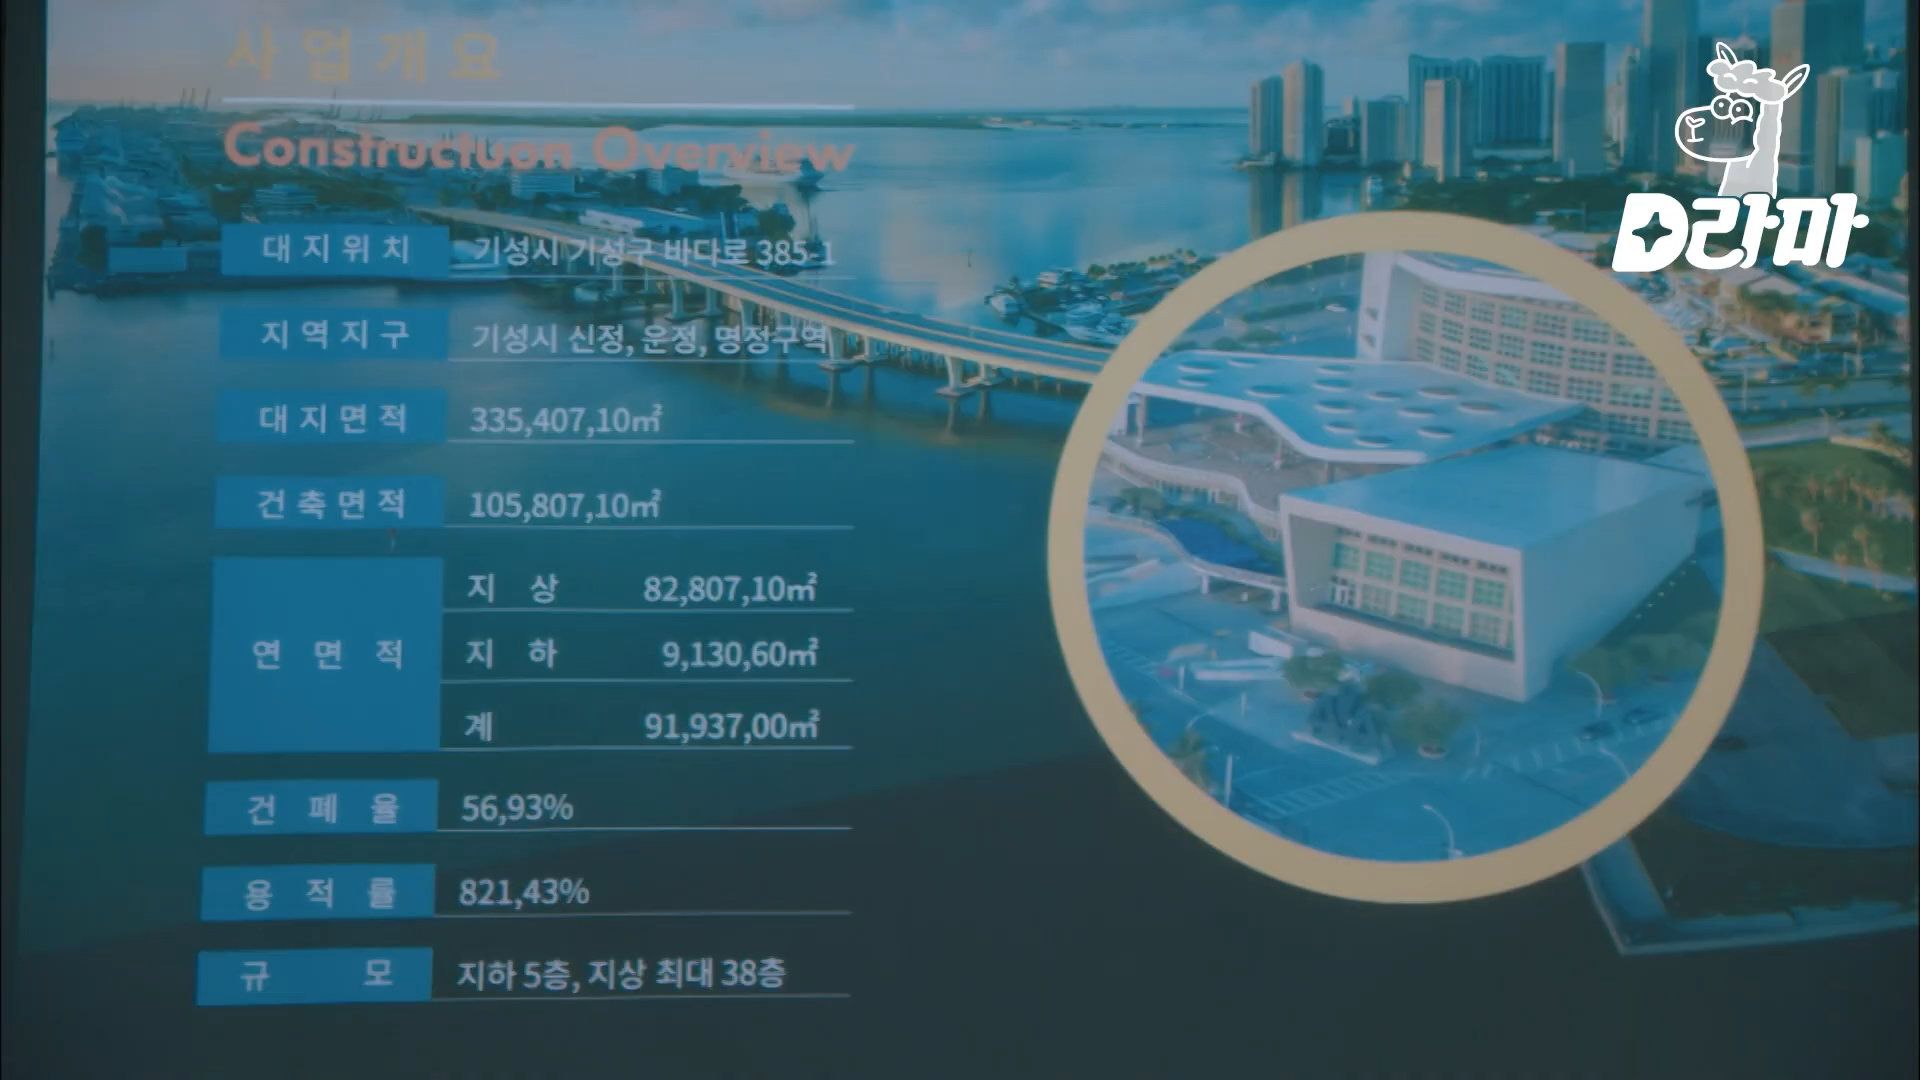 사업개요
Constructuon Overview
대지위치 기성시 기성구 바다로 385-1
지역지구 기성시 신정, 운정, 명정구역
대지면적 335,407,10㎡
건축면적 105,807,10㎡
연면적
지상 82,807,10㎡
지하 9,130,60㎡
계 91,937,00㎡
건폐율 56,93%
용적률 821,43%
규모 지하 5층, 지상 최대 38층
D라마